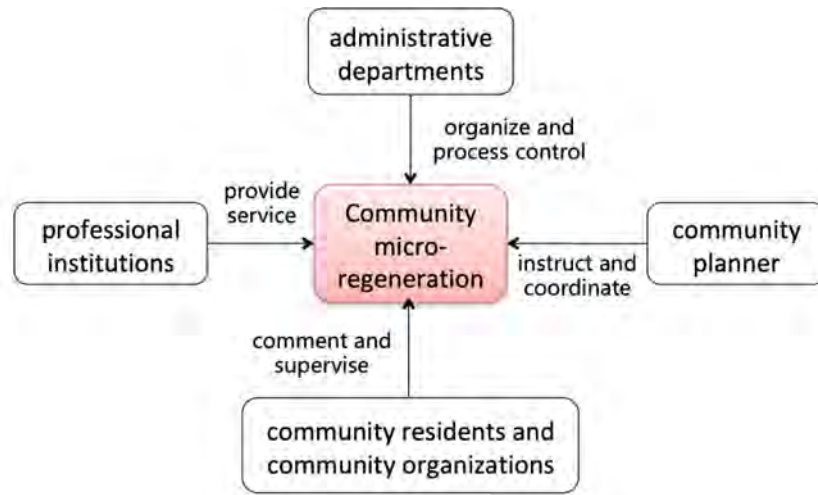 administrative
departments
organize and
process control
provide
service
professional
institutions
Community
micro-
regeneration
community
planner
instruct and
coordinate
comment and
supervise
community residents and
community organizations